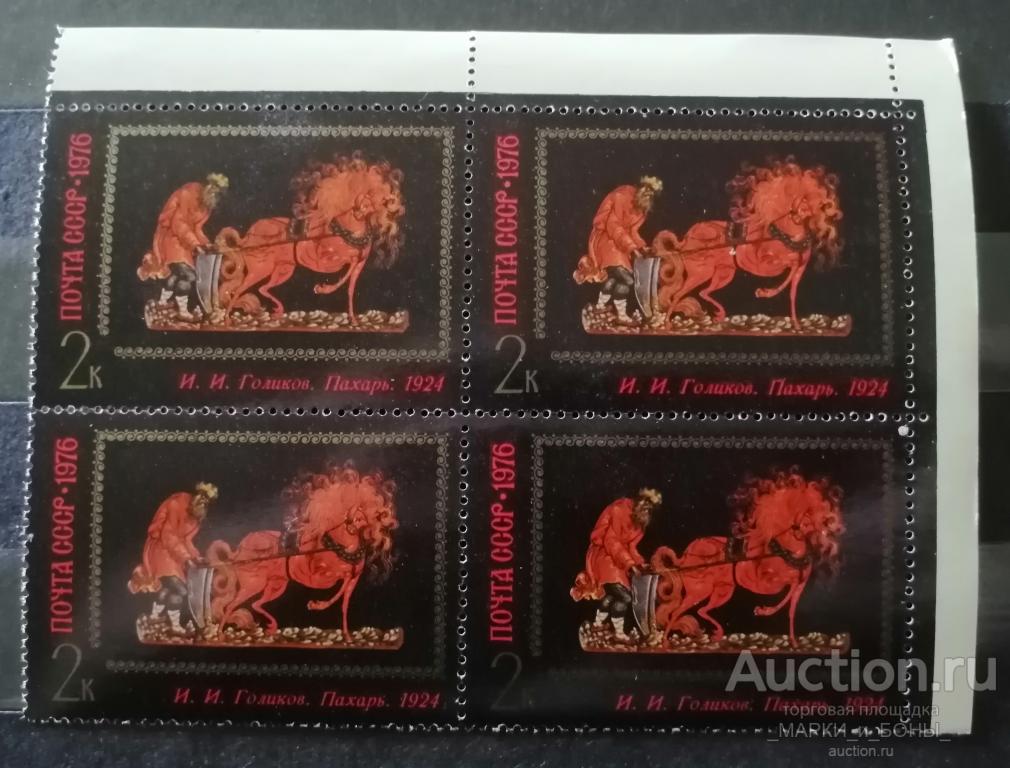 ПОЧТА СССР·1976
2к
И. И. Голиков. Пахарь. 1924
ПОЧТА СССР·1976
2к
И. И. Голиков. Пахарь. 1924
ПОЧТА СССР·1976
2к
И. И. Голиков. Пахарь. 1924
ПОЧТА СССР·1976
2к
И. И. Голиков. Пахарь. 1924
Auction.ru
торговая площадка
_МАРКИ_и_БОНЫ_
auction.ru